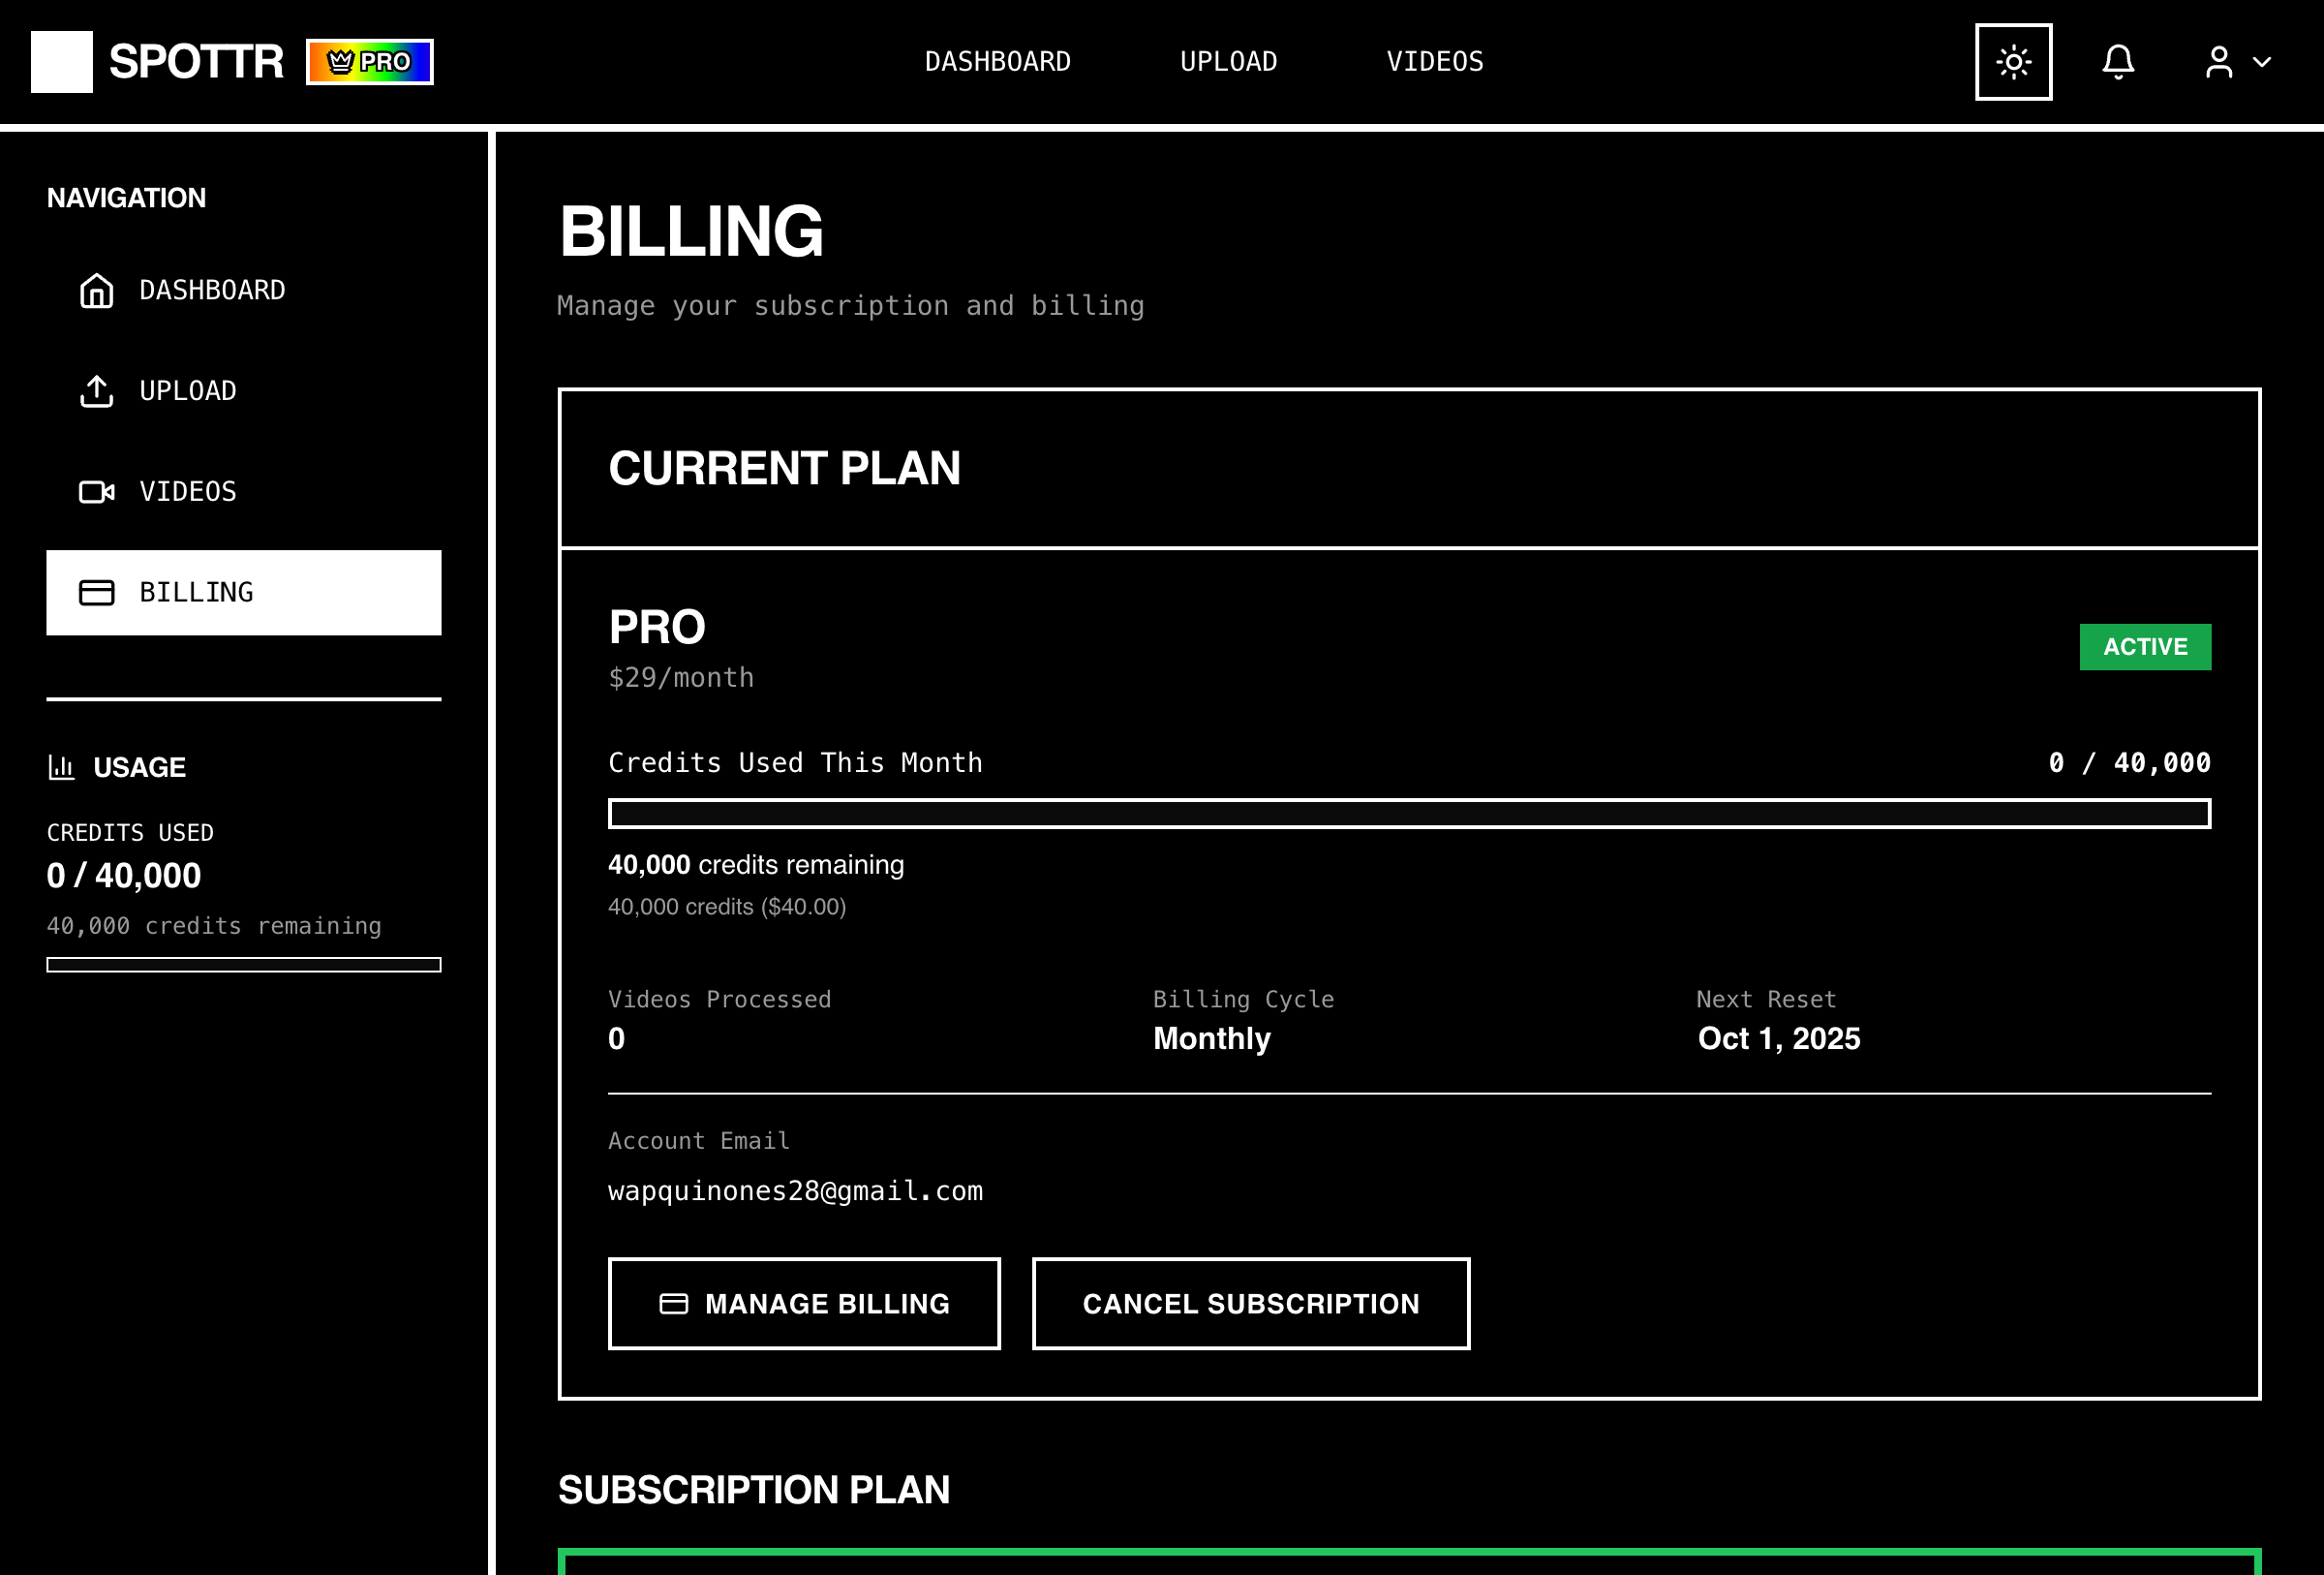 SPOTTR PRO DASHBOARD UPLOAD VIDEOS
NAVIGATION
DASHBOARD
UPLOAD
VIDEOS
BILLING
USAGE
CREDITS USED
0 / 40,000
40,000 credits remaining
BILLING
Manage your subscription and billing
CURRENT PLAN
PRO
$29/month
ACTIVE
Credits Used This Month 0 / 40,000
40,000 credits remaining
40,000 credits ($40.00)
Videos Processed
0
Billing Cycle
Monthly
Next Reset
Oct 1, 2025
Account Email
wapquinones28@gmail.com
MANAGE BILLING
CANCEL SUBSCRIPTION
SUBSCRIPTION PLAN